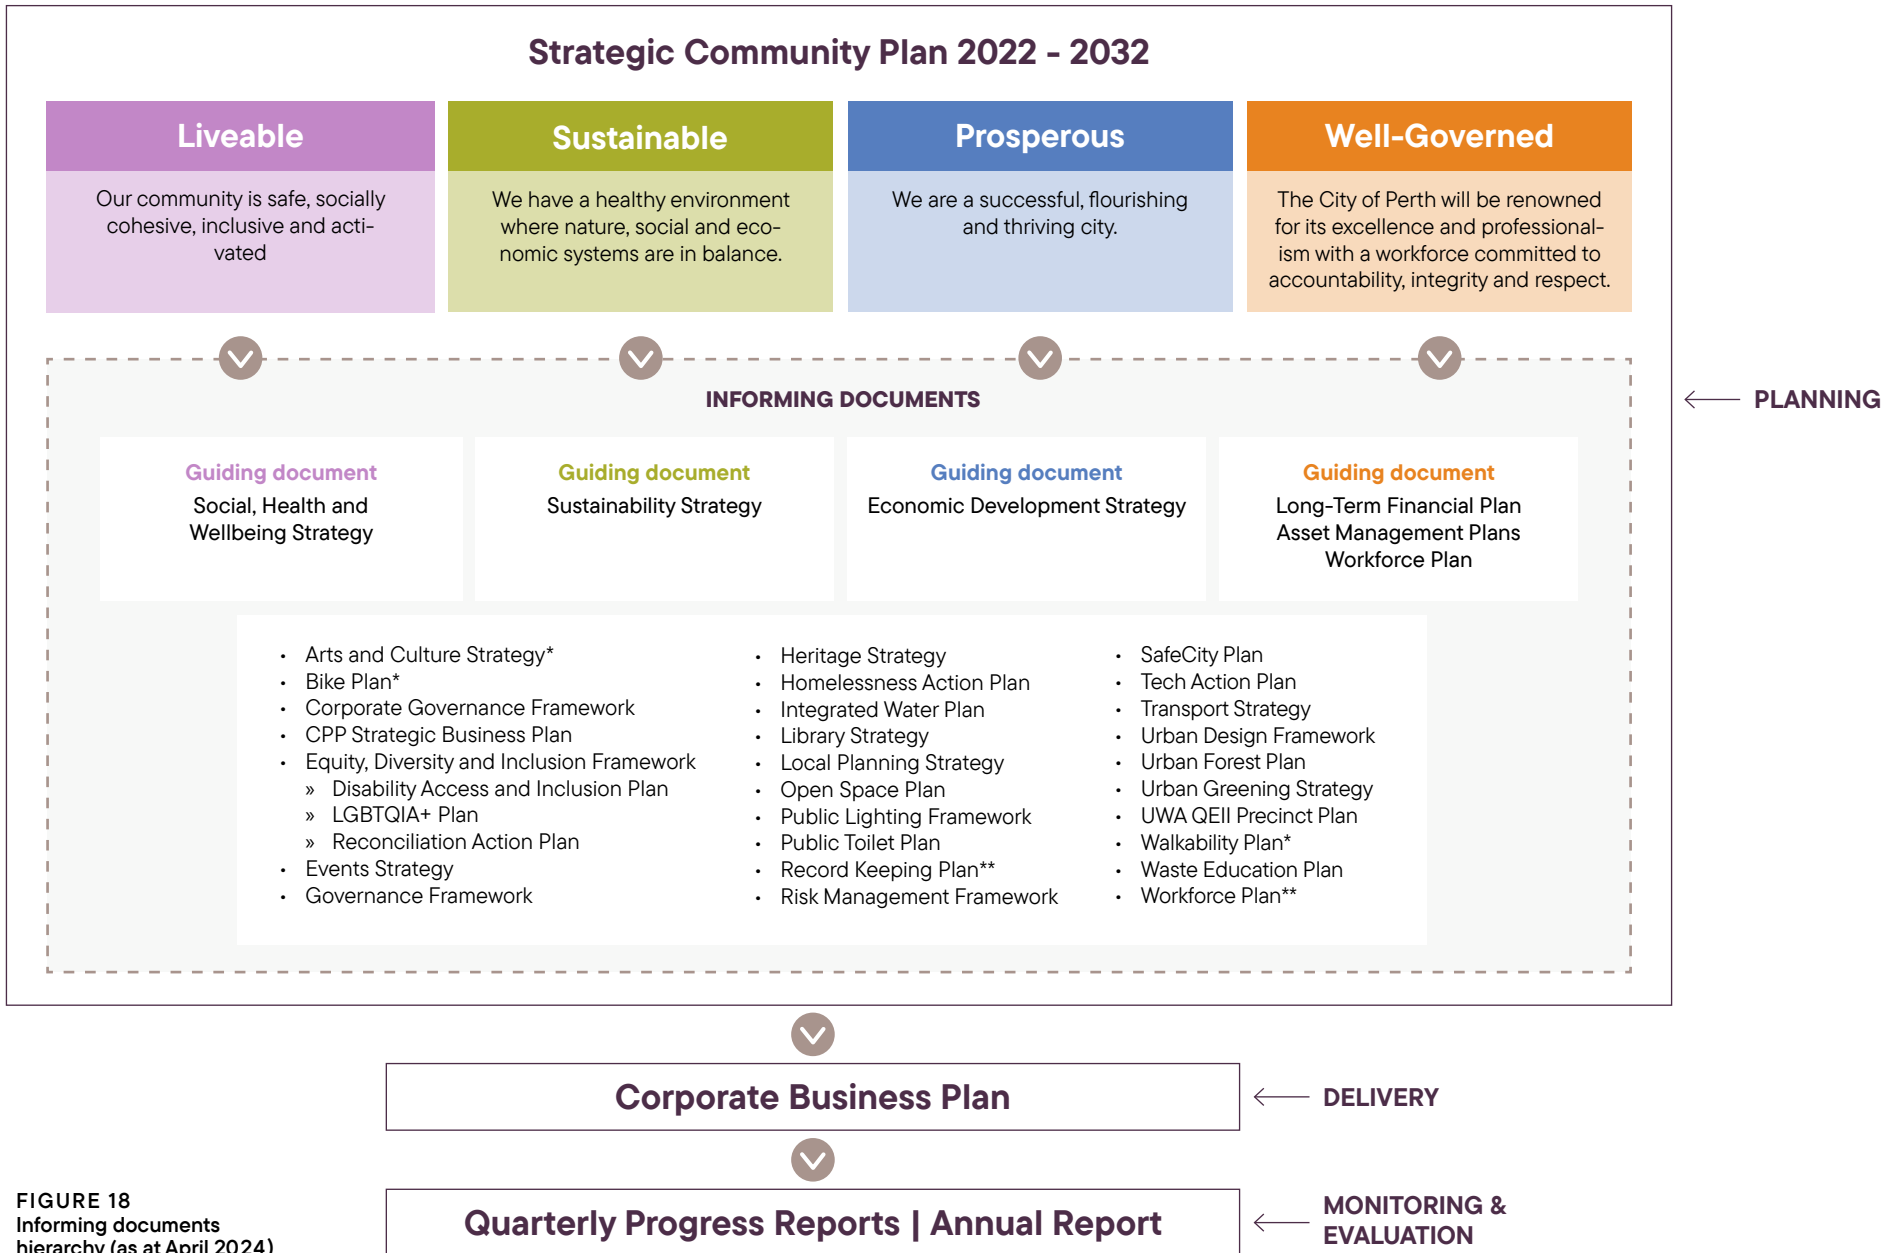 Strategic Community Plan 2022 - 2032
Liveable
Our community is safe, socially
cohesive, inclusive and acti-
vated
Sustainable
We have a healthy environment
where nature, social and eco-
nomic systems are in balance.
Prosperous
We are a successful, flourishing
and thriving city.
Well-Governed
The City of Perth will be renowned
for its excellence and professional-
ism with a workforce committed to
accountability, integrity and respect.
INFORMING DOCUMENTS
PLANNING
Guiding document
Social, Health and
Wellbeing Strategy
Guiding document
Sustainability Strategy
Guiding document
Economic Development Strategy
Guiding document
Long-Term Financial Plan
Asset Management Plans
Workforce Plan
• Arts and Culture Strategy*
• Bike Plan*
• Corporate Governance Framework
• CPP Strategic Business Plan
• Equity, Diversity and Inclusion Framework
» Disability Access and Inclusion Plan
» LGBTQIA+ Plan
» Reconciliation Action Plan
• Events Strategy
• Governance Framework
• Heritage Strategy
• Homelessness Action Plan
• Integrated Water Plan
• Library Strategy
• Local Planning Strategy
• Open Space Plan
• Public Lighting Framework
• Public Toilet Plan
• Record Keeping Plan**
• Risk Management Framework
• SafeCity Plan
• Tech Action Plan
• Transport Strategy
• Urban Design Framework
• Urban Forest Plan
• Urban Greening Strategy
• UWA QEII Precinct Plan
• Walkability Plan*
• Waste Education Plan
• Workforce Plan**
Corporate Business Plan
DELIVERY
Quarterly Progress Reports | Annual Report
MONITORING &
EVALUATION
FIGURE 18
Informing documents
hierarchy (as at April 2024)